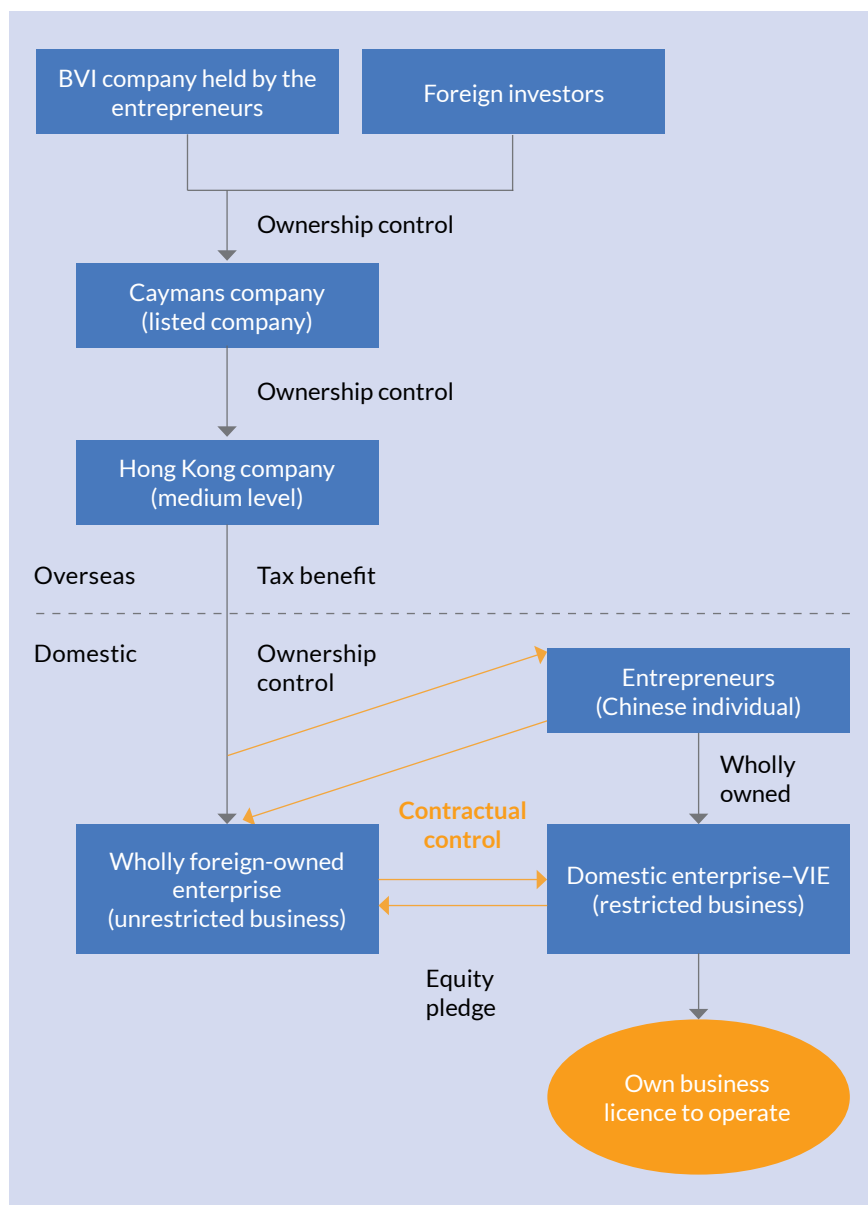 BVI company held by the
entrepreneurs
Foreign investors
Ownership control
Caymans company
(listed company)
Ownership control
Hong Kong company
(medium level)
Overseas
Tax benefit
Domestic
Ownership
control
Entrepreneurs
(Chinese individual)
Wholly
owned
Contractual
control
Wholly foreign-owned
enterprise
(unrestricted business)
Domestic enterprise–VIE
(restricted business)
Equity
pledge
Own business
licence to operate